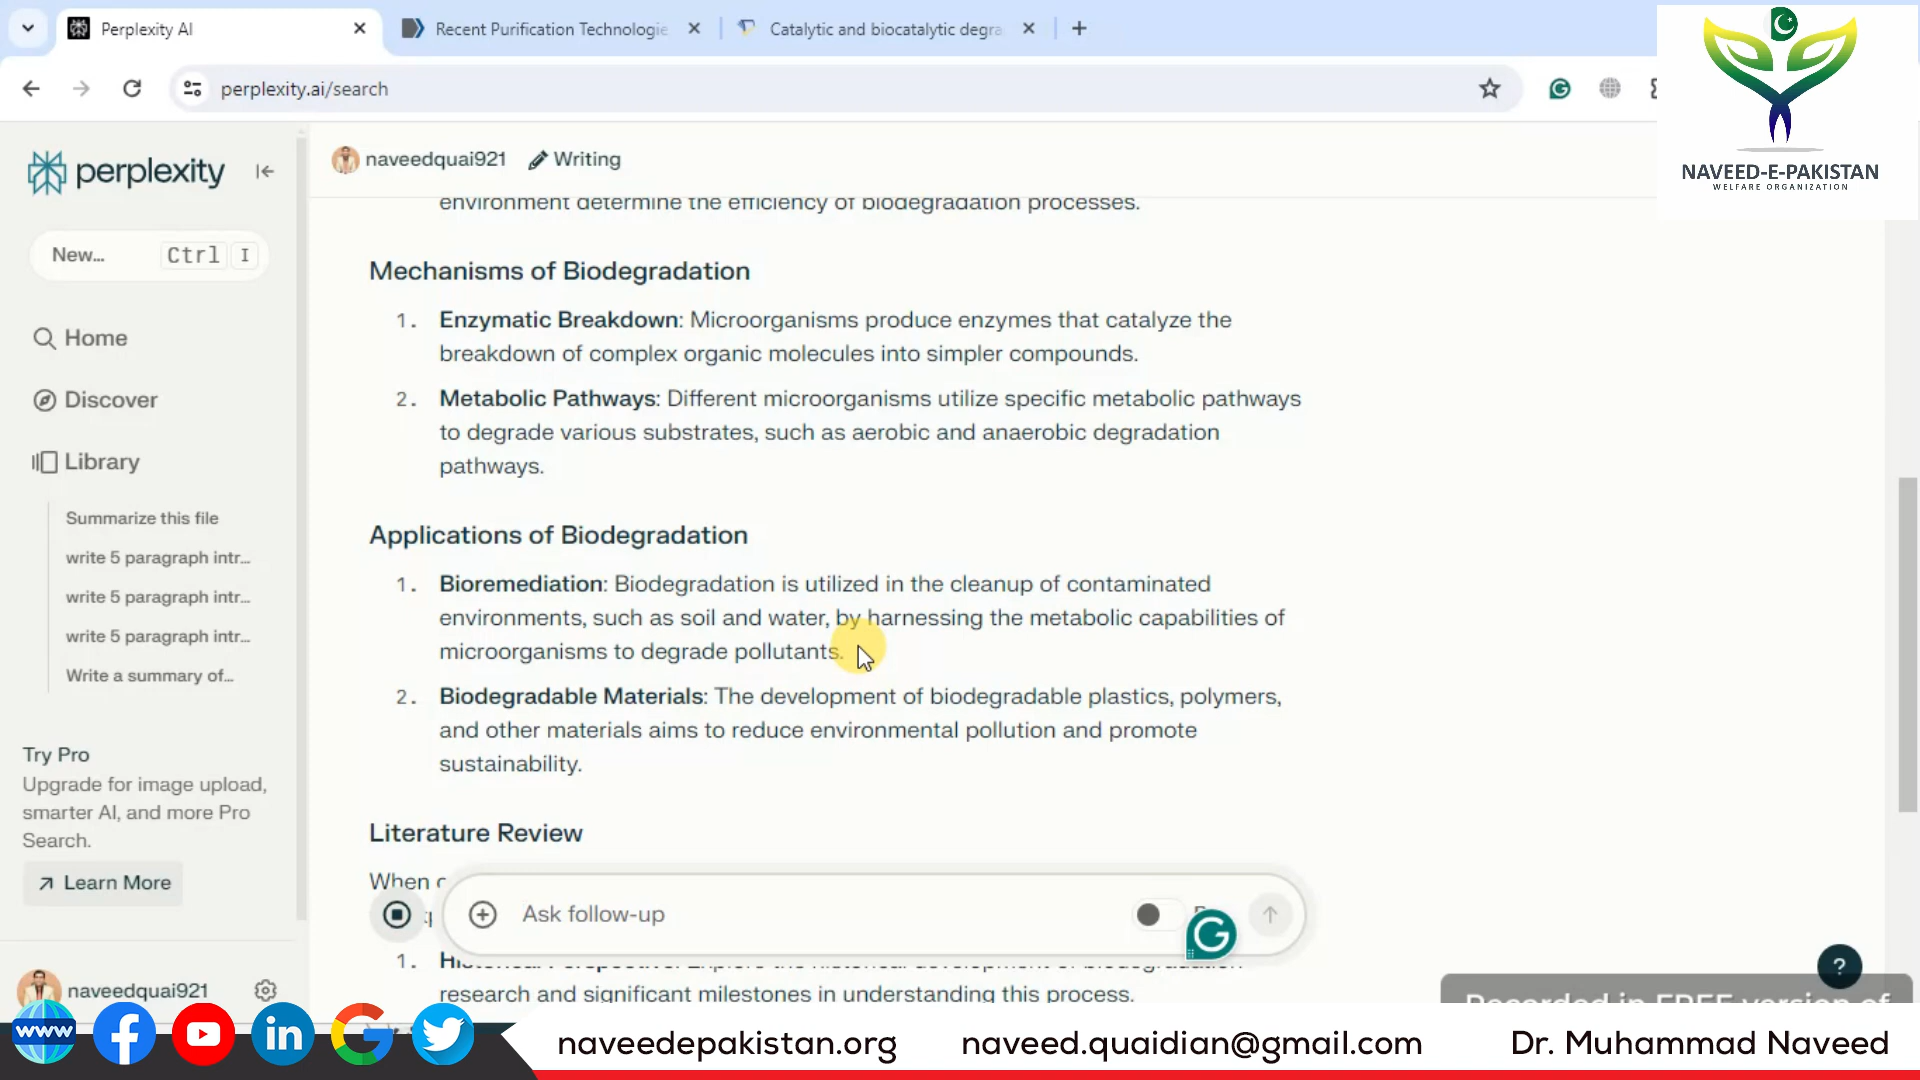 Perplexity AI
Recent Purification Technologie
Catalytic and biocatalytic degra
perplexity.ai/search
NAVEED-E-PAKISTAN
WELFARE ORGANIZATION
perplexity
naveedquai921 Writing
New... Ctrl I
Home
Discover
Library
Summarize this file
write 5 paragraph intr...
write 5 paragraph intr...
write 5 paragraph intr...
Write a summary of...
Try Pro
Upgrade for image upload,
smarter AI, and more Pro
Search.
Learn More
naveedquai921
environment determine the efficiency of biodegradation processes.
Mechanisms of Biodegradation
1. Enzymatic Breakdown: Microorganisms produce enzymes that catalyze the
breakdown of complex organic molecules into simpler compounds.
2. Metabolic Pathways: Different microorganisms utilize specific metabolic pathways
to degrade various substrates, such as aerobic and anaerobic degradation
pathways.
Applications of Biodegradation
1. Bioremediation: Biodegradation is utilized in the cleanup of contaminated
environments, such as soil and water, by harnessing the metabolic capabilities of
microorganisms to degrade pollutants.
2. Biodegradable Materials: The development of biodegradable plastics, polymers,
and other materials aims to reduce environmental pollution and promote
sustainability.
Literature Review
When
Ask follow-up
1.
research and significant milestones in understanding this process.
?
Recorded in FREE version of
www
naveedepakistan.org
naveed.quaidian@gmail.com
Dr. Muhammad Naveed